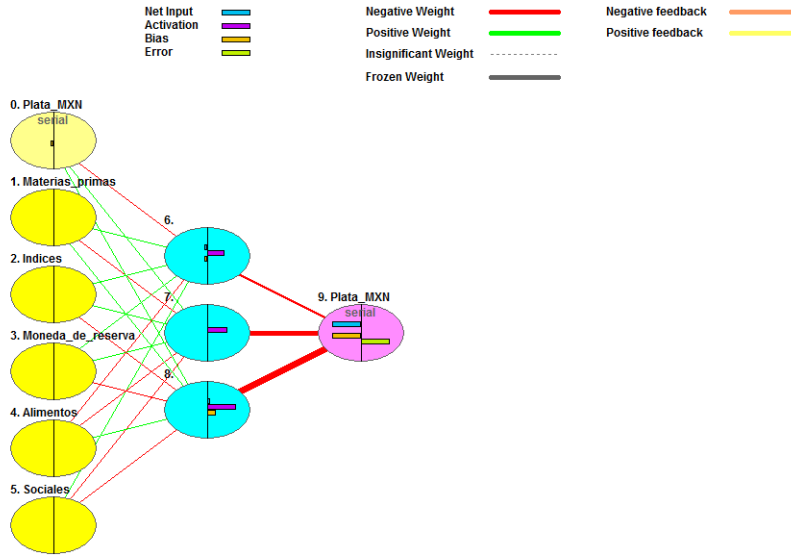 Net Input
Activation
Bias
Error
Negative Weight
Positive Weight
Insignificant Weight
Frozen Weight
Negative feedback
Positive feedback
0. Plata_MXN
serial
1. Materias_primas
2. Indices
3. Moneda_de_reserva
4. Alimentos
5. Sociales
6.
7.
8.
9. Plata_MXN
serial